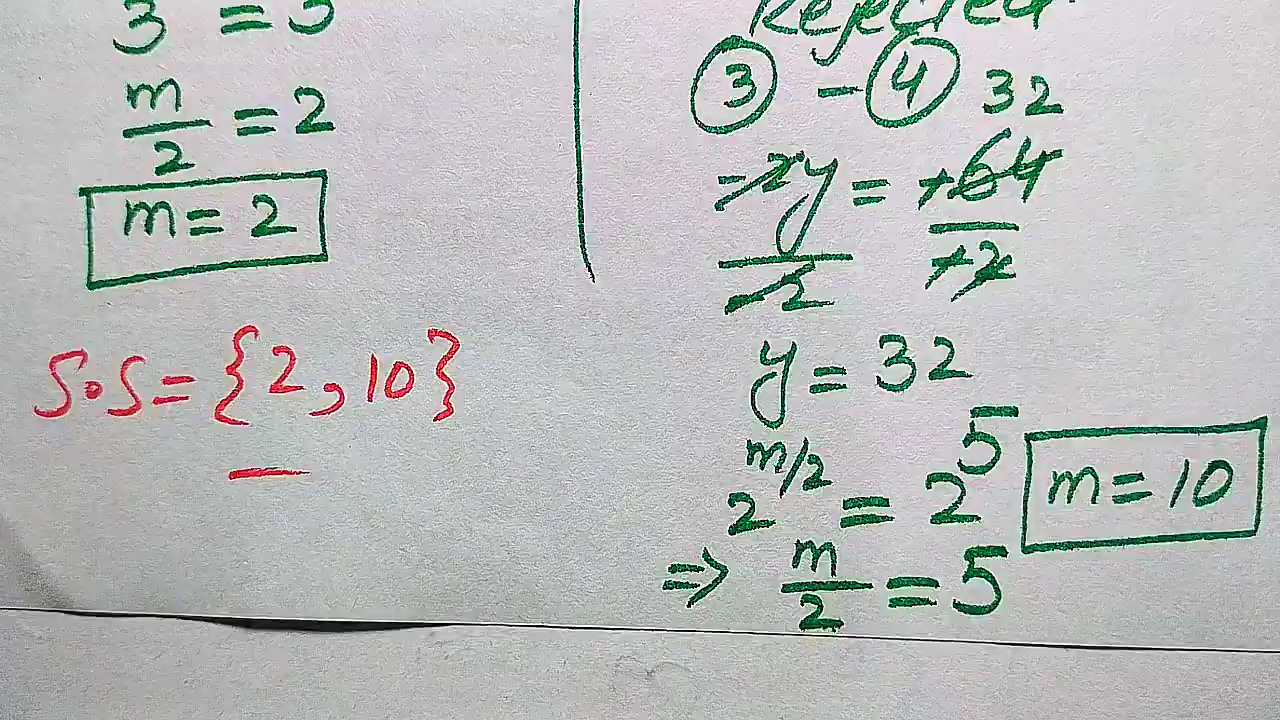 3 = 3
m/2 = 2
m = 2
S.S = {2, 10}
Rejected
③ - ④ 32
-2y = +64
-2 +2
y = 32
2^m/2 = 2^5
m = 10
⇒ m/2 = 5